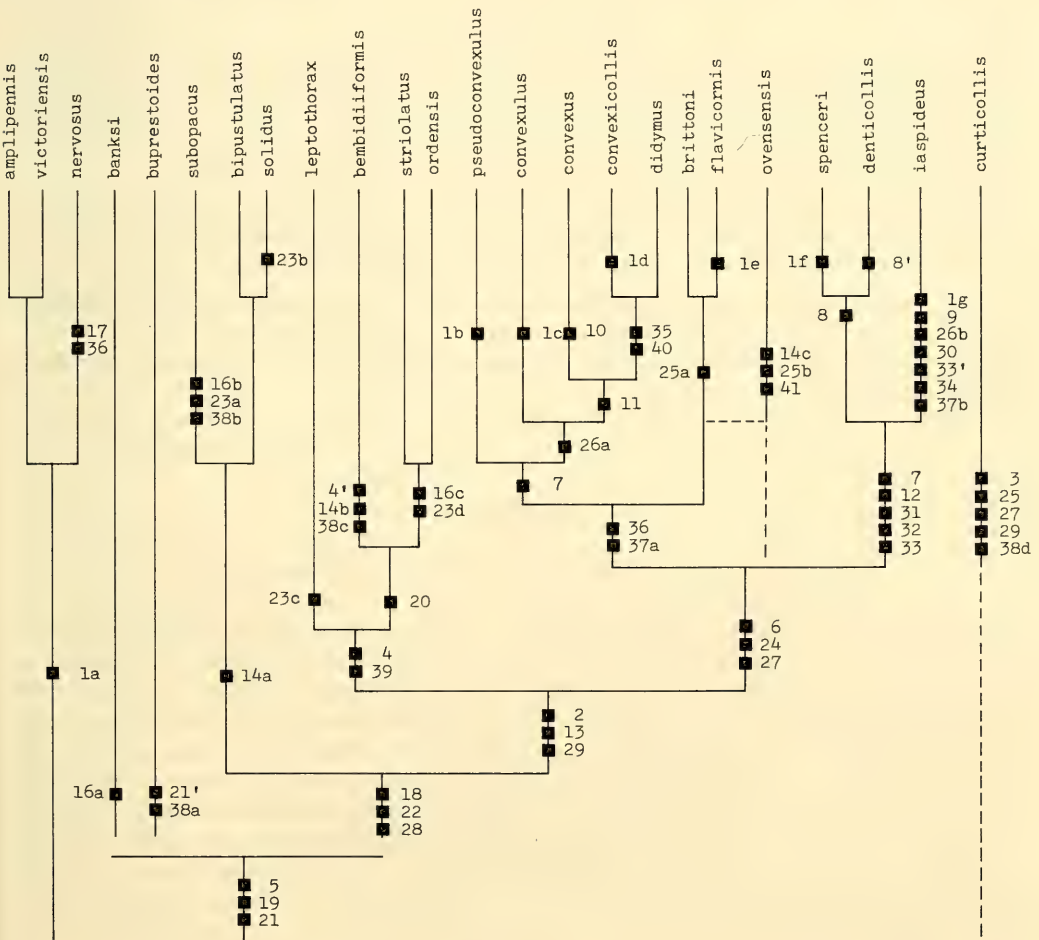 amplipennis
victoriensis
nervosus
banksi
buprestoides
subopacus
bipustulatus
solidus
leptothorax
bembidiiformis
striolatus
ordensis
pseudoconvexulus
convexulus
convexus
convexicollis
didymus
brittoni
flavicornis
ovensensis
spenceri
denticollis
iaspideus
curticollis
23b
1d
1e
1f
8'
17
36
1b
1c
10
35
40
8
1g
9
26b
30
33'
34
37b
16b
23a
38b
25a
14c
25b
41
11
26a
4'
14b
38c
16c
23d
7
7
12
31
32
33
3
25
27
29
38d
36
37a
23c
20
6
24
27
4
39
1a
14a
2
13
29
16a
21'
38a
18
22
28
5
19
21